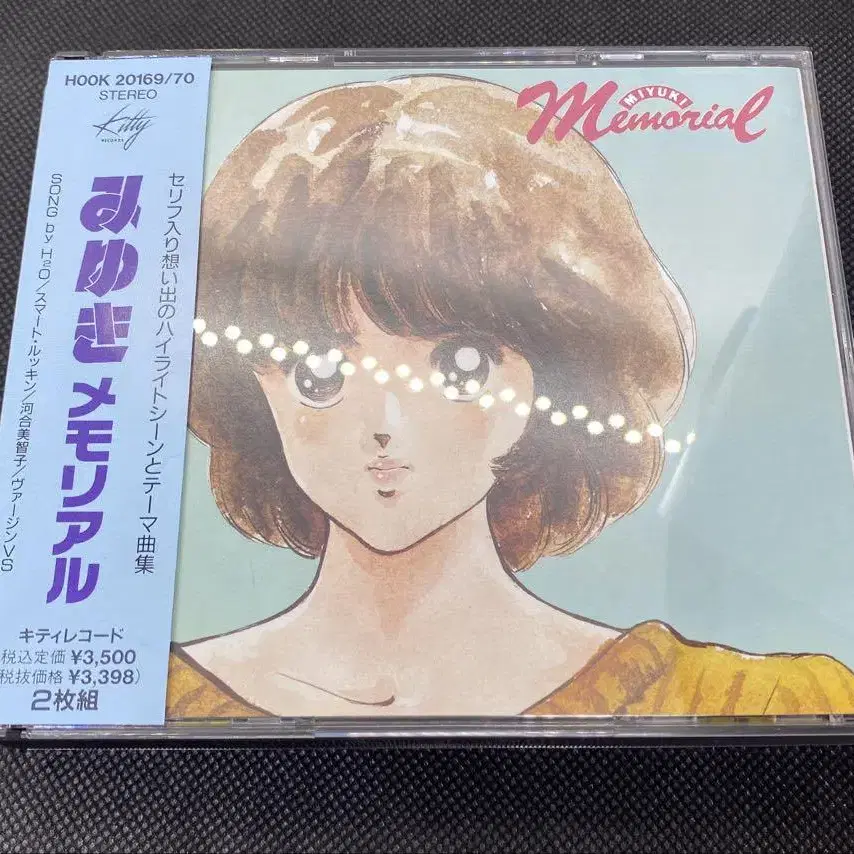 HOOK 20169/70
STEREO
Kitty
RECORDS
みゆき メモリアル
セリフ入り想い出のハイライトシーンとテーマ曲集
SONG by H2O/スマート・ルッキン/河合美智子/ヴァージンVS
キティレコード
税込定価 ¥3,500
税抜価格 ¥3,398)
2枚組
MIYUKI
Memorial